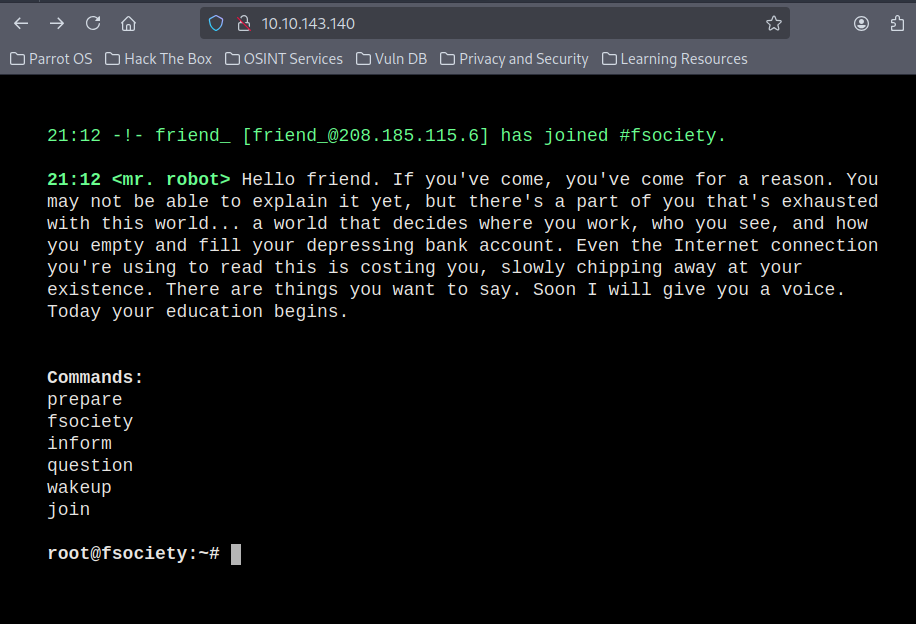 10.10.143.140
Parrot OS Hack The Box OSINT Services Vuln DB Privacy and Security Learning Resources
21:12 -!- friend_ [friend_@208.185.115.6] has joined #fsociety.
21:12 <mr. robot> Hello friend. If you've come, you've come for a reason. You
may not be able to explain it yet, but there's a part of you that's exhausted
with this world... a world that decides where you work, who you see, and how
you empty and fill your depressing bank account. Even the Internet connection
you're using to read this is costing you, slowly chipping away at your
existence. There are things you want to say. Soon I will give you a voice.
Today your education begins.
Commands:
prepare
fsociety
inform
question
wakeup
join
root@fsociety:~#